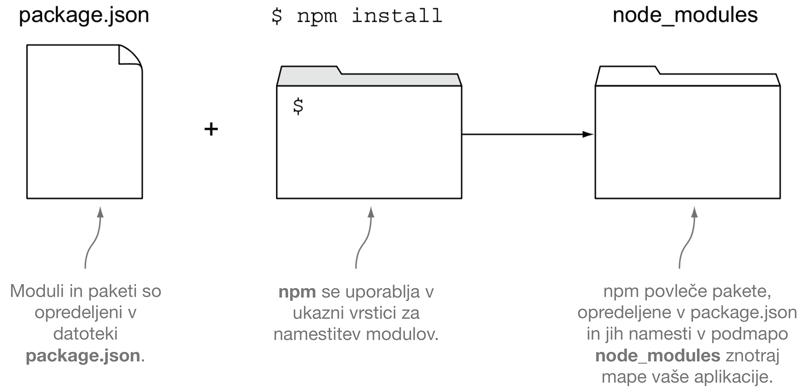 package.json
$ npm install
node_modules
+
$
Moduli in paketi so
opredeljeni v
datoteki
package.json.
npm se uporablja v
ukazni vrstici za
namestitev modulov.
npm povleče pakete,
opredeljene v package.json
in jih namesti v podmapo
node_modules znotraj
mape vaše aplikacije.